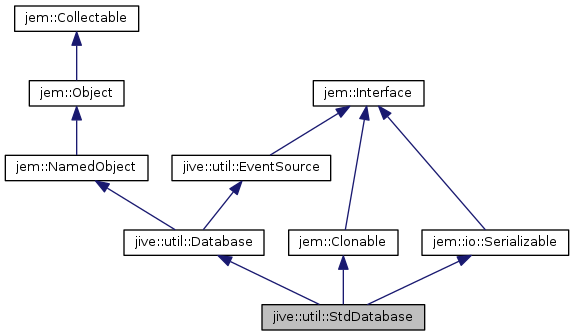 jem::Collectable
jem::Object
jem::Interface
jem::NamedObject
jive::util::EventSource
jive::util::Database
jem::Clonable
jem::io::Serializable
jive::util::StdDatabase